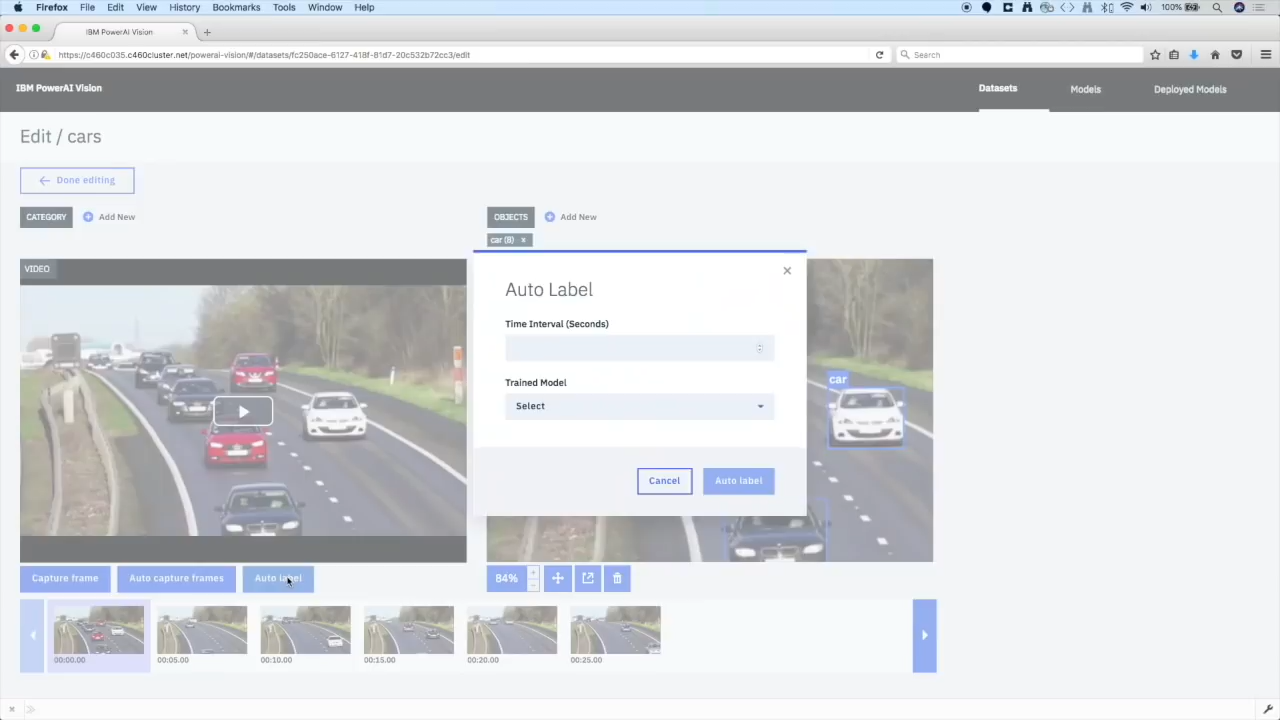 Firefox File Edit View History Bookmarks Tools Window Help 100%
IBM PowerAI Vision
https://c460c035.c460cluster.net/powerai-vision/#/datasets/fc250ace-6127-418f-81d7-20c532b72cc3/edit
Search
IBM PowerAI Vision Datasets Models Deployed Models
Edit / cars
Done editing
CATEGORY Add New
OBJECTS Add New
car (8) ×
VIDEO
Auto Label
Time Interval (Seconds)
Trained Model
Select
Cancel Auto label
car
Capture frame Auto capture frames Auto label
84%
00:00.00 00:05.00 00:10.00 00:15.00 00:20.00 00:25.00